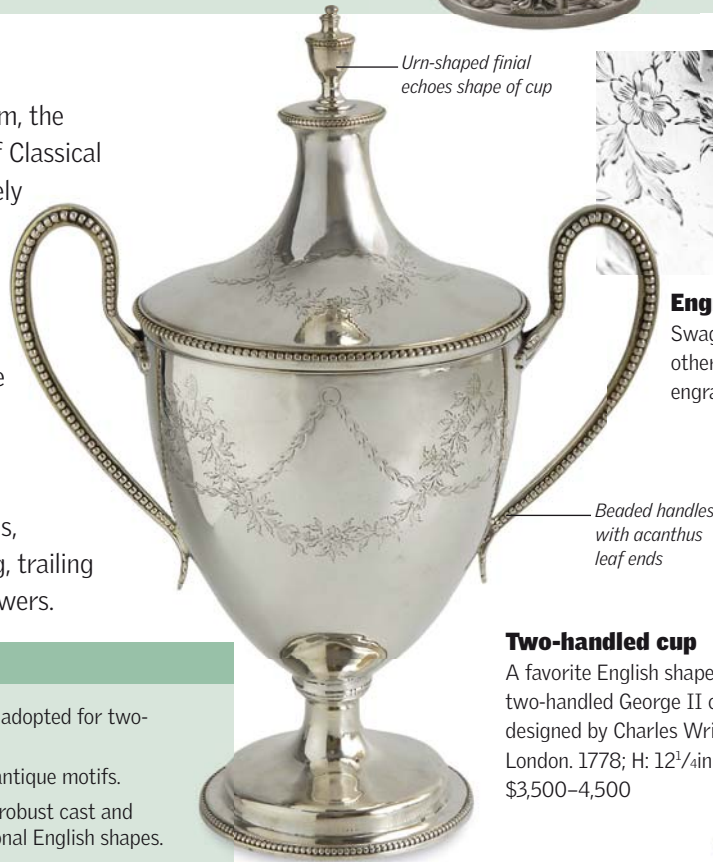 Urn-shaped finial
echoes shape of cup
m, the
f Classical
ely
e
s,
g, trailing
wers.
Eng
Swag
other
engra
Beaded handles
with acanthus
leaf ends
Two-handled cup
A favorite English shape
two-handled George II c
designed by Charles Wri
London. 1778; H: 12¹/₄in
$3,500–4,500
adopted for two-
antique motifs.
robust cast and
onal English shapes.